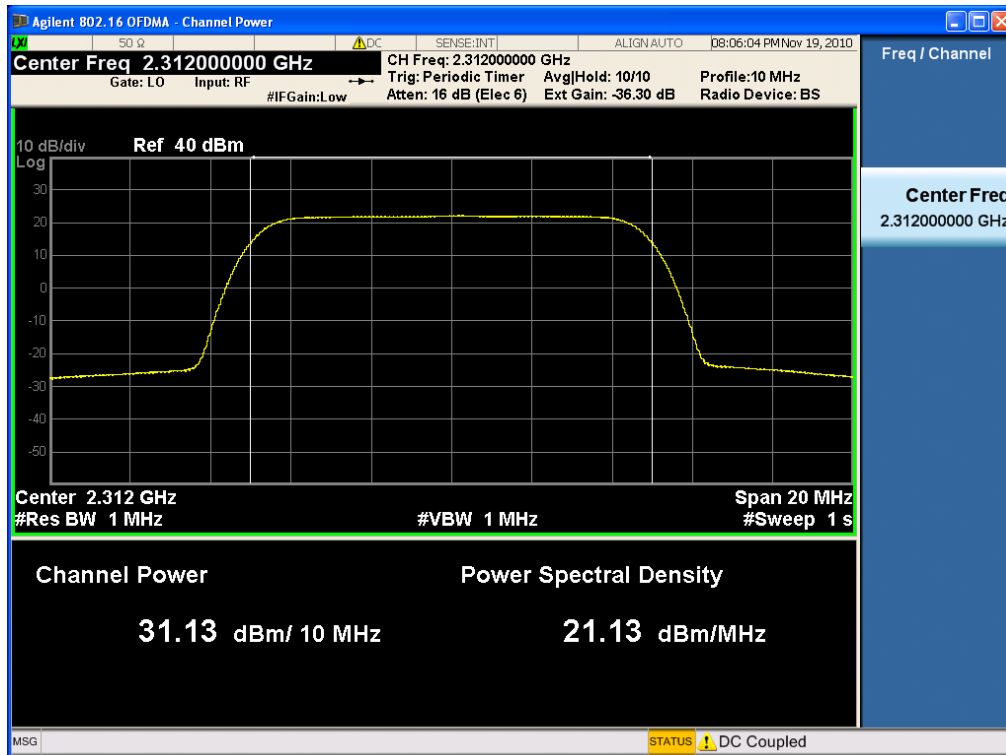 Agilent 802.16 OFDMA - Channel Power
LXI 50 Ω DC SENSE:INT ALIGN AUTO 08:06:04 PM Nov 19, 2010
Center Freq 2.312000000 GHz
Gate: LO Input: RF
#IFGain:Low
CH Freq: 2.312000000 GHz
Trig: Periodic Timer Avg|Hold: 10/10 Profile:10 MHz
Atten: 16 dB (Elec 6) Ext Gain: -36.30 dB Radio Device: BS
Freq / Channel
Center Freq
2.312000000 GHz
10 dB/div Ref 40 dBm
Log
30
20
10
0
-10
-20
-30
-40
-50
Center 2.312 GHz Span 20 MHz
#Res BW 1 MHz #VBW 1 MHz #Sweep 1 s
Channel Power Power Spectral Density
31.13 dBm/ 10 MHz 21.13 dBm/MHz
MSG STATUS DC Coupled